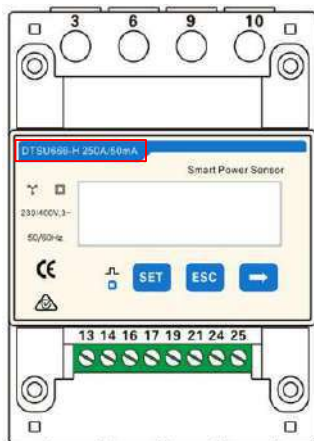 3 6 9 10
DTSU666-H 250A/50mA
Smart Power Sensor
230/400V,3~
50/60Hz
CE
SET ESC
13 14 16 17 19 21 24 25